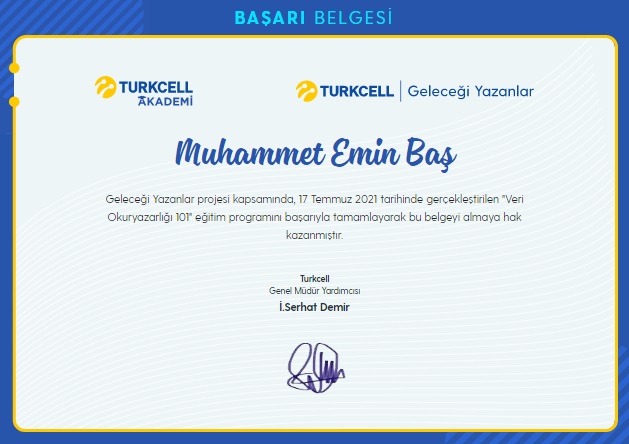 BAŞARI BELGESİ
TURKCELL
AKADEMİ
TURKCELL | Geleceği Yazanlar
Muhammet Emin Baş
Geleceği Yazanlar projesi kapsamında, 17 Temmuz 2021 tarihinde gerçekleştirilen "Veri
Okuryazarlığı 101" eğitim programını başarıyla tamamlayarak bu belgeyi almaya hak
kazanmıştır.
Turkcell
Genel Müdür Yardımcısı
İ.Serhat Demir